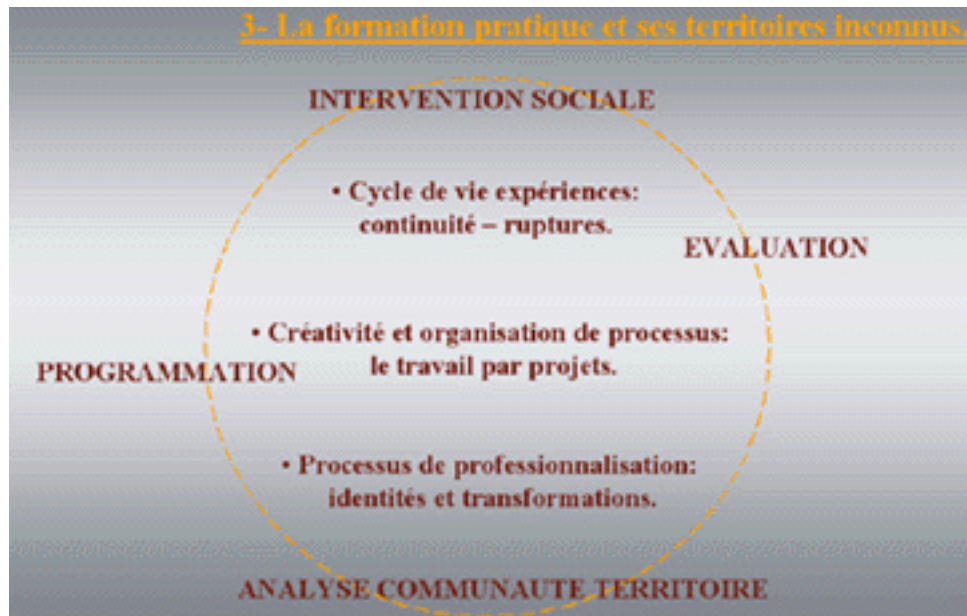 3- La formation pratique et ses territoires inconnus.
INTERVENTION SOCIALE
• Cycle de vie expériences:
continuité – ruptures.
EVALUATION
• Créativité et organisation de processus:
le travail par projets.
PROGRAMMATION
• Processus de professionnalisation:
identités et transformations.
ANALYSE COMMUNAUTE TERRITOIRE